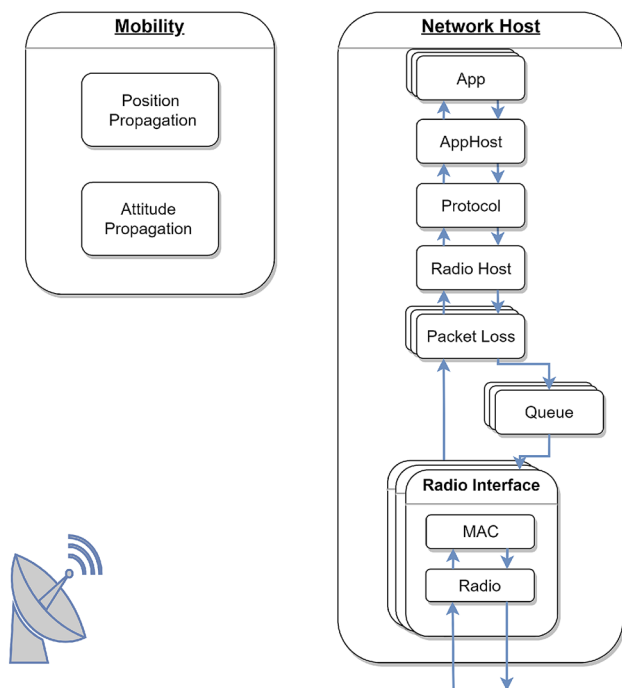 Mobility
Position
Propagation
Attitude
Propagation
Network Host
App
AppHost
Protocol
Radio Host
Packet Loss
Queue
Radio Interface
MAC
Radio